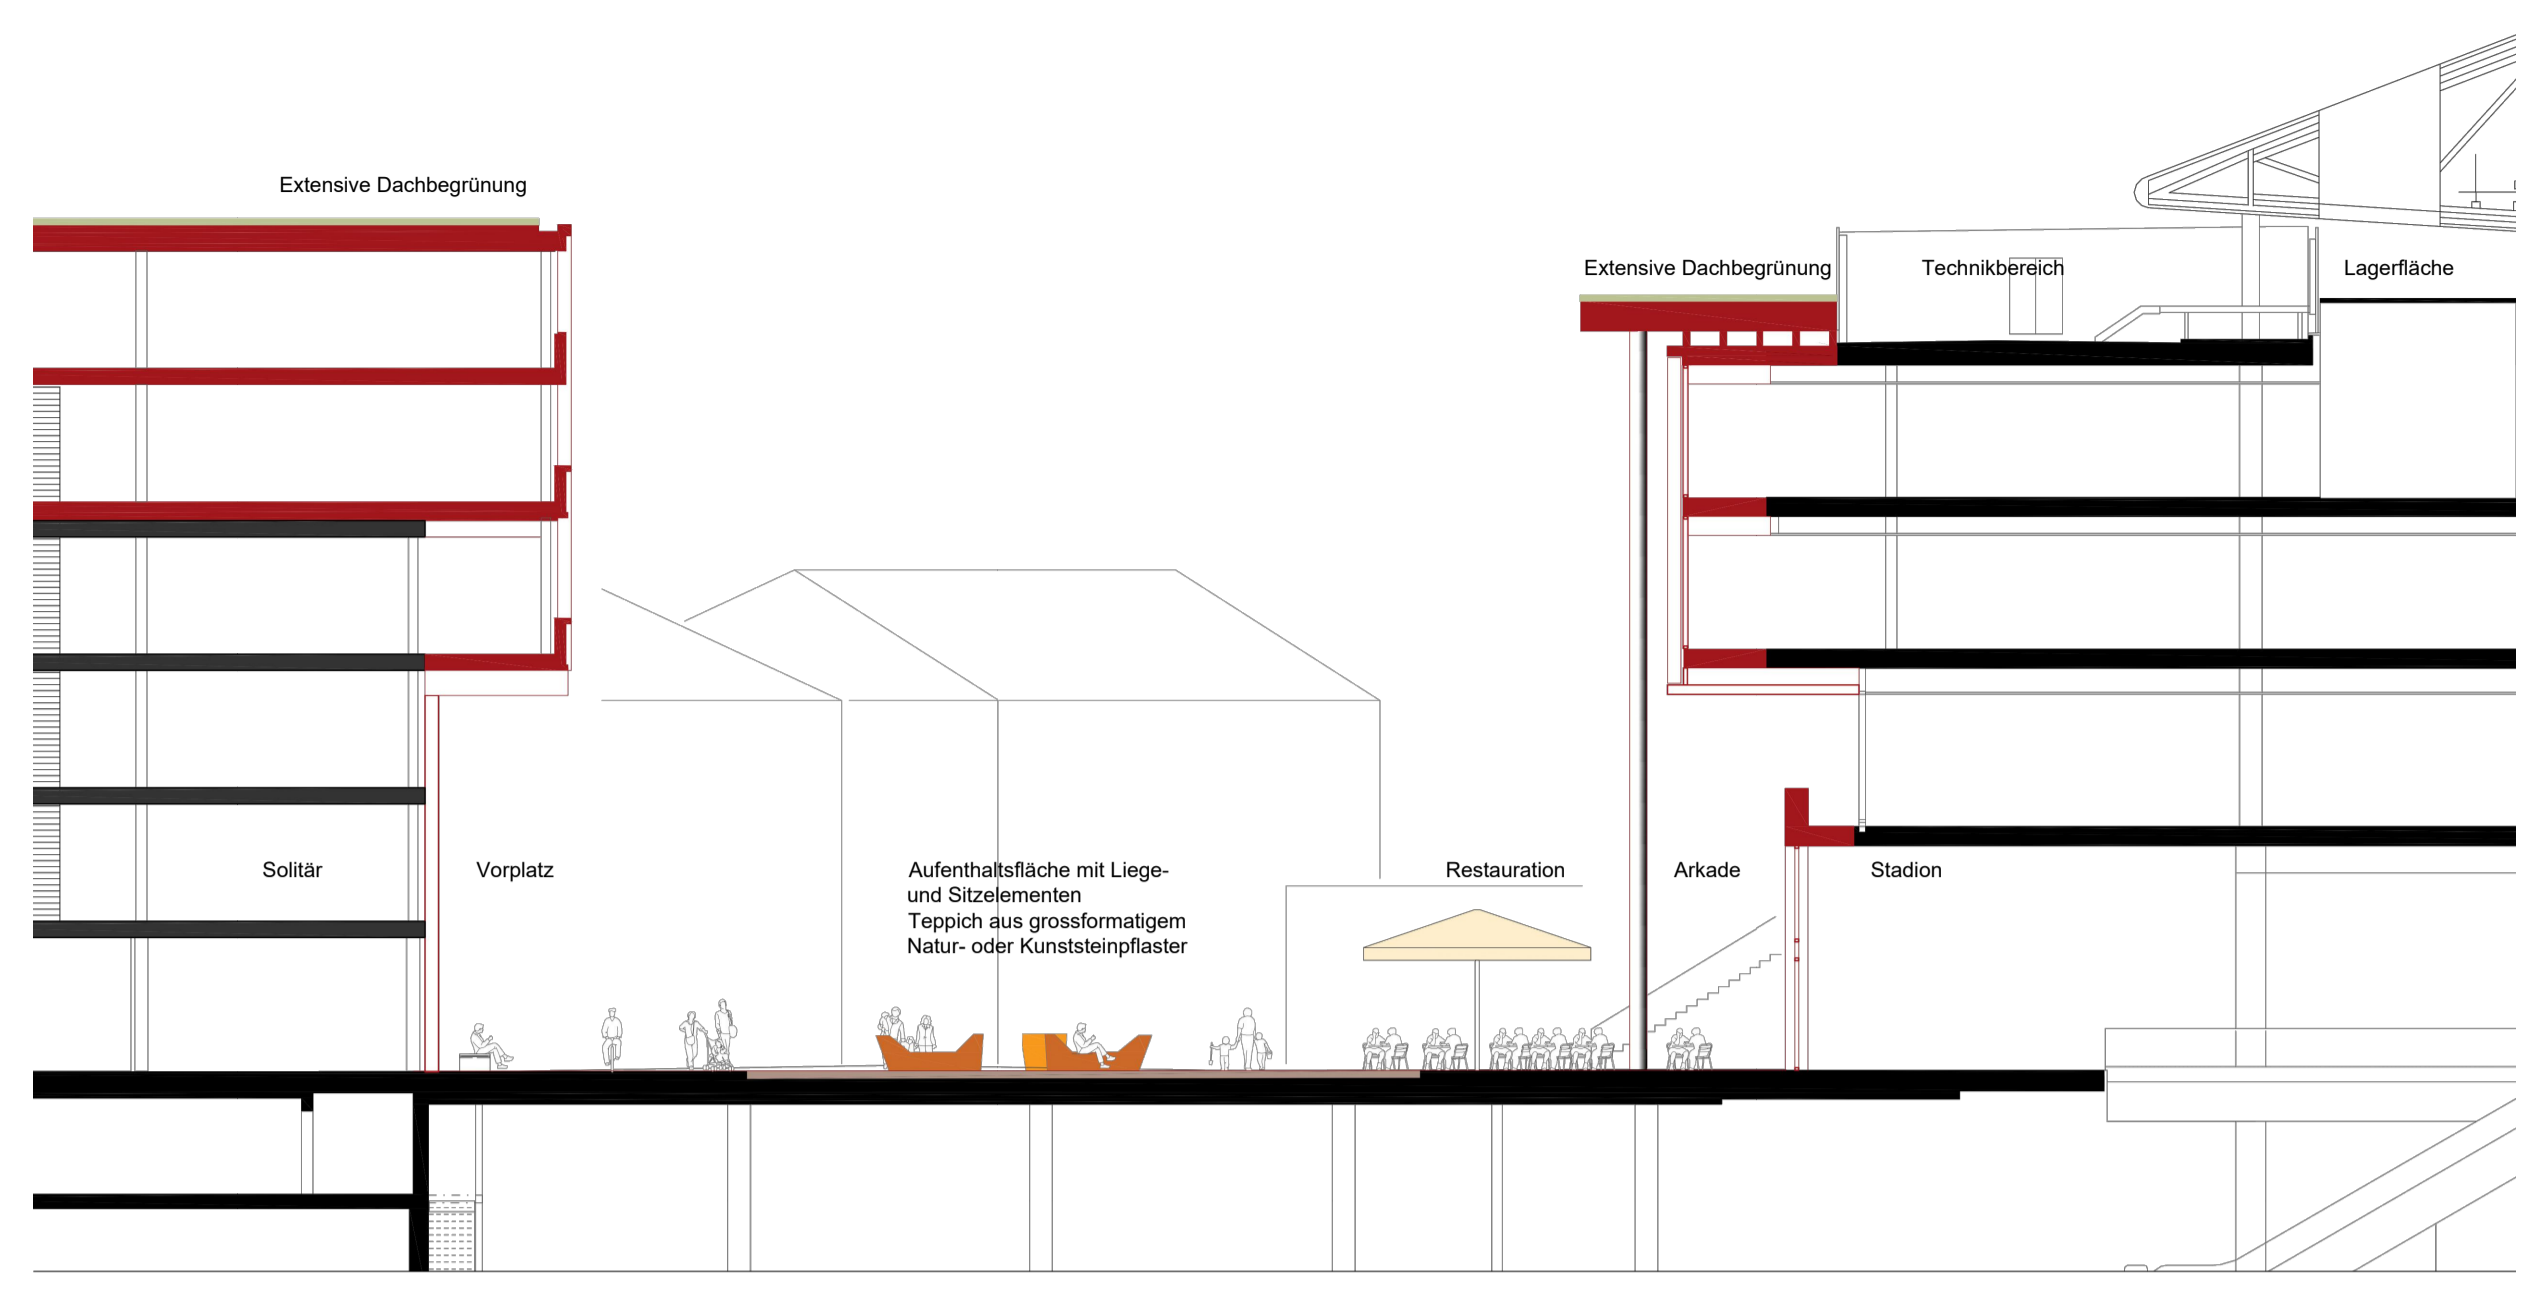 Extensive Dachbegrünung
Extensive Dachbegrünung
Technikbereich
Lagerfläche
Solitär
Vorplatz
Aufenthaltsfläche mit Liege-
und Sitzelementen
Teppich aus grossformatigem
Natur- oder Kunststeinpflaster
Restauration
Arkade
Stadion